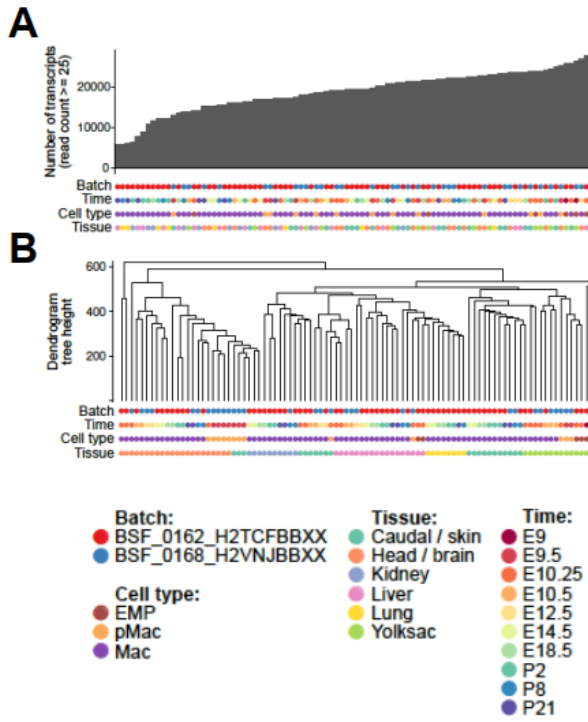 A
Number of transcripts
(read count >= 25)
20000
10000
0
Batch
Time
Cell type
Tissue
B
Dendrogram
tree height
600
400
200
Batch
Time
Cell type
Tissue
Batch:
BSF_0162_H2TCFBBXX
BSF_0168_H2VNJBBXX
Cell type:
EMP
pMac
Mac
Tissue:
Caudal / skin
Head / brain
Kidney
Liver
Lung
Yolksac
Time:
E9
E9.5
E10.25
E10.5
E12.5
E14.5
E18.5
P2
P8
P21